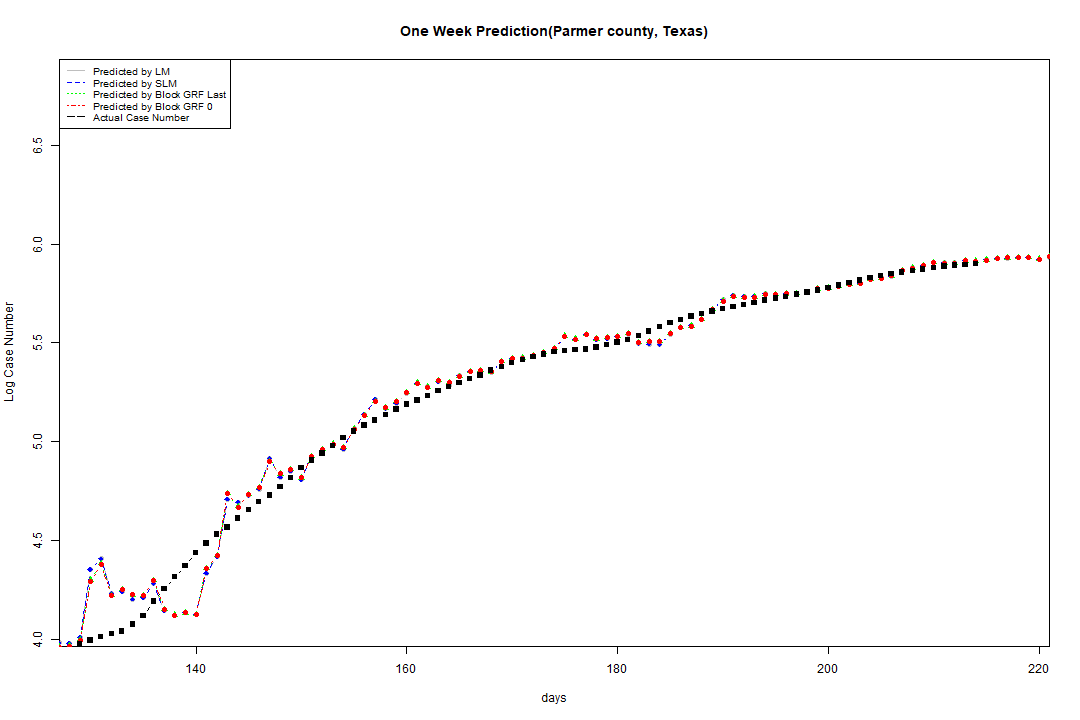 One Week Prediction(Parmer county, Texas)
Predicted by LM
Predicted by SLM
Predicted by Block GRF Last
Predicted by Block GRF 0
Actual Case Number
Log Case Number
6.5
6.0
5.5
5.0
4.5
4.0
140 160 180 200 220
days